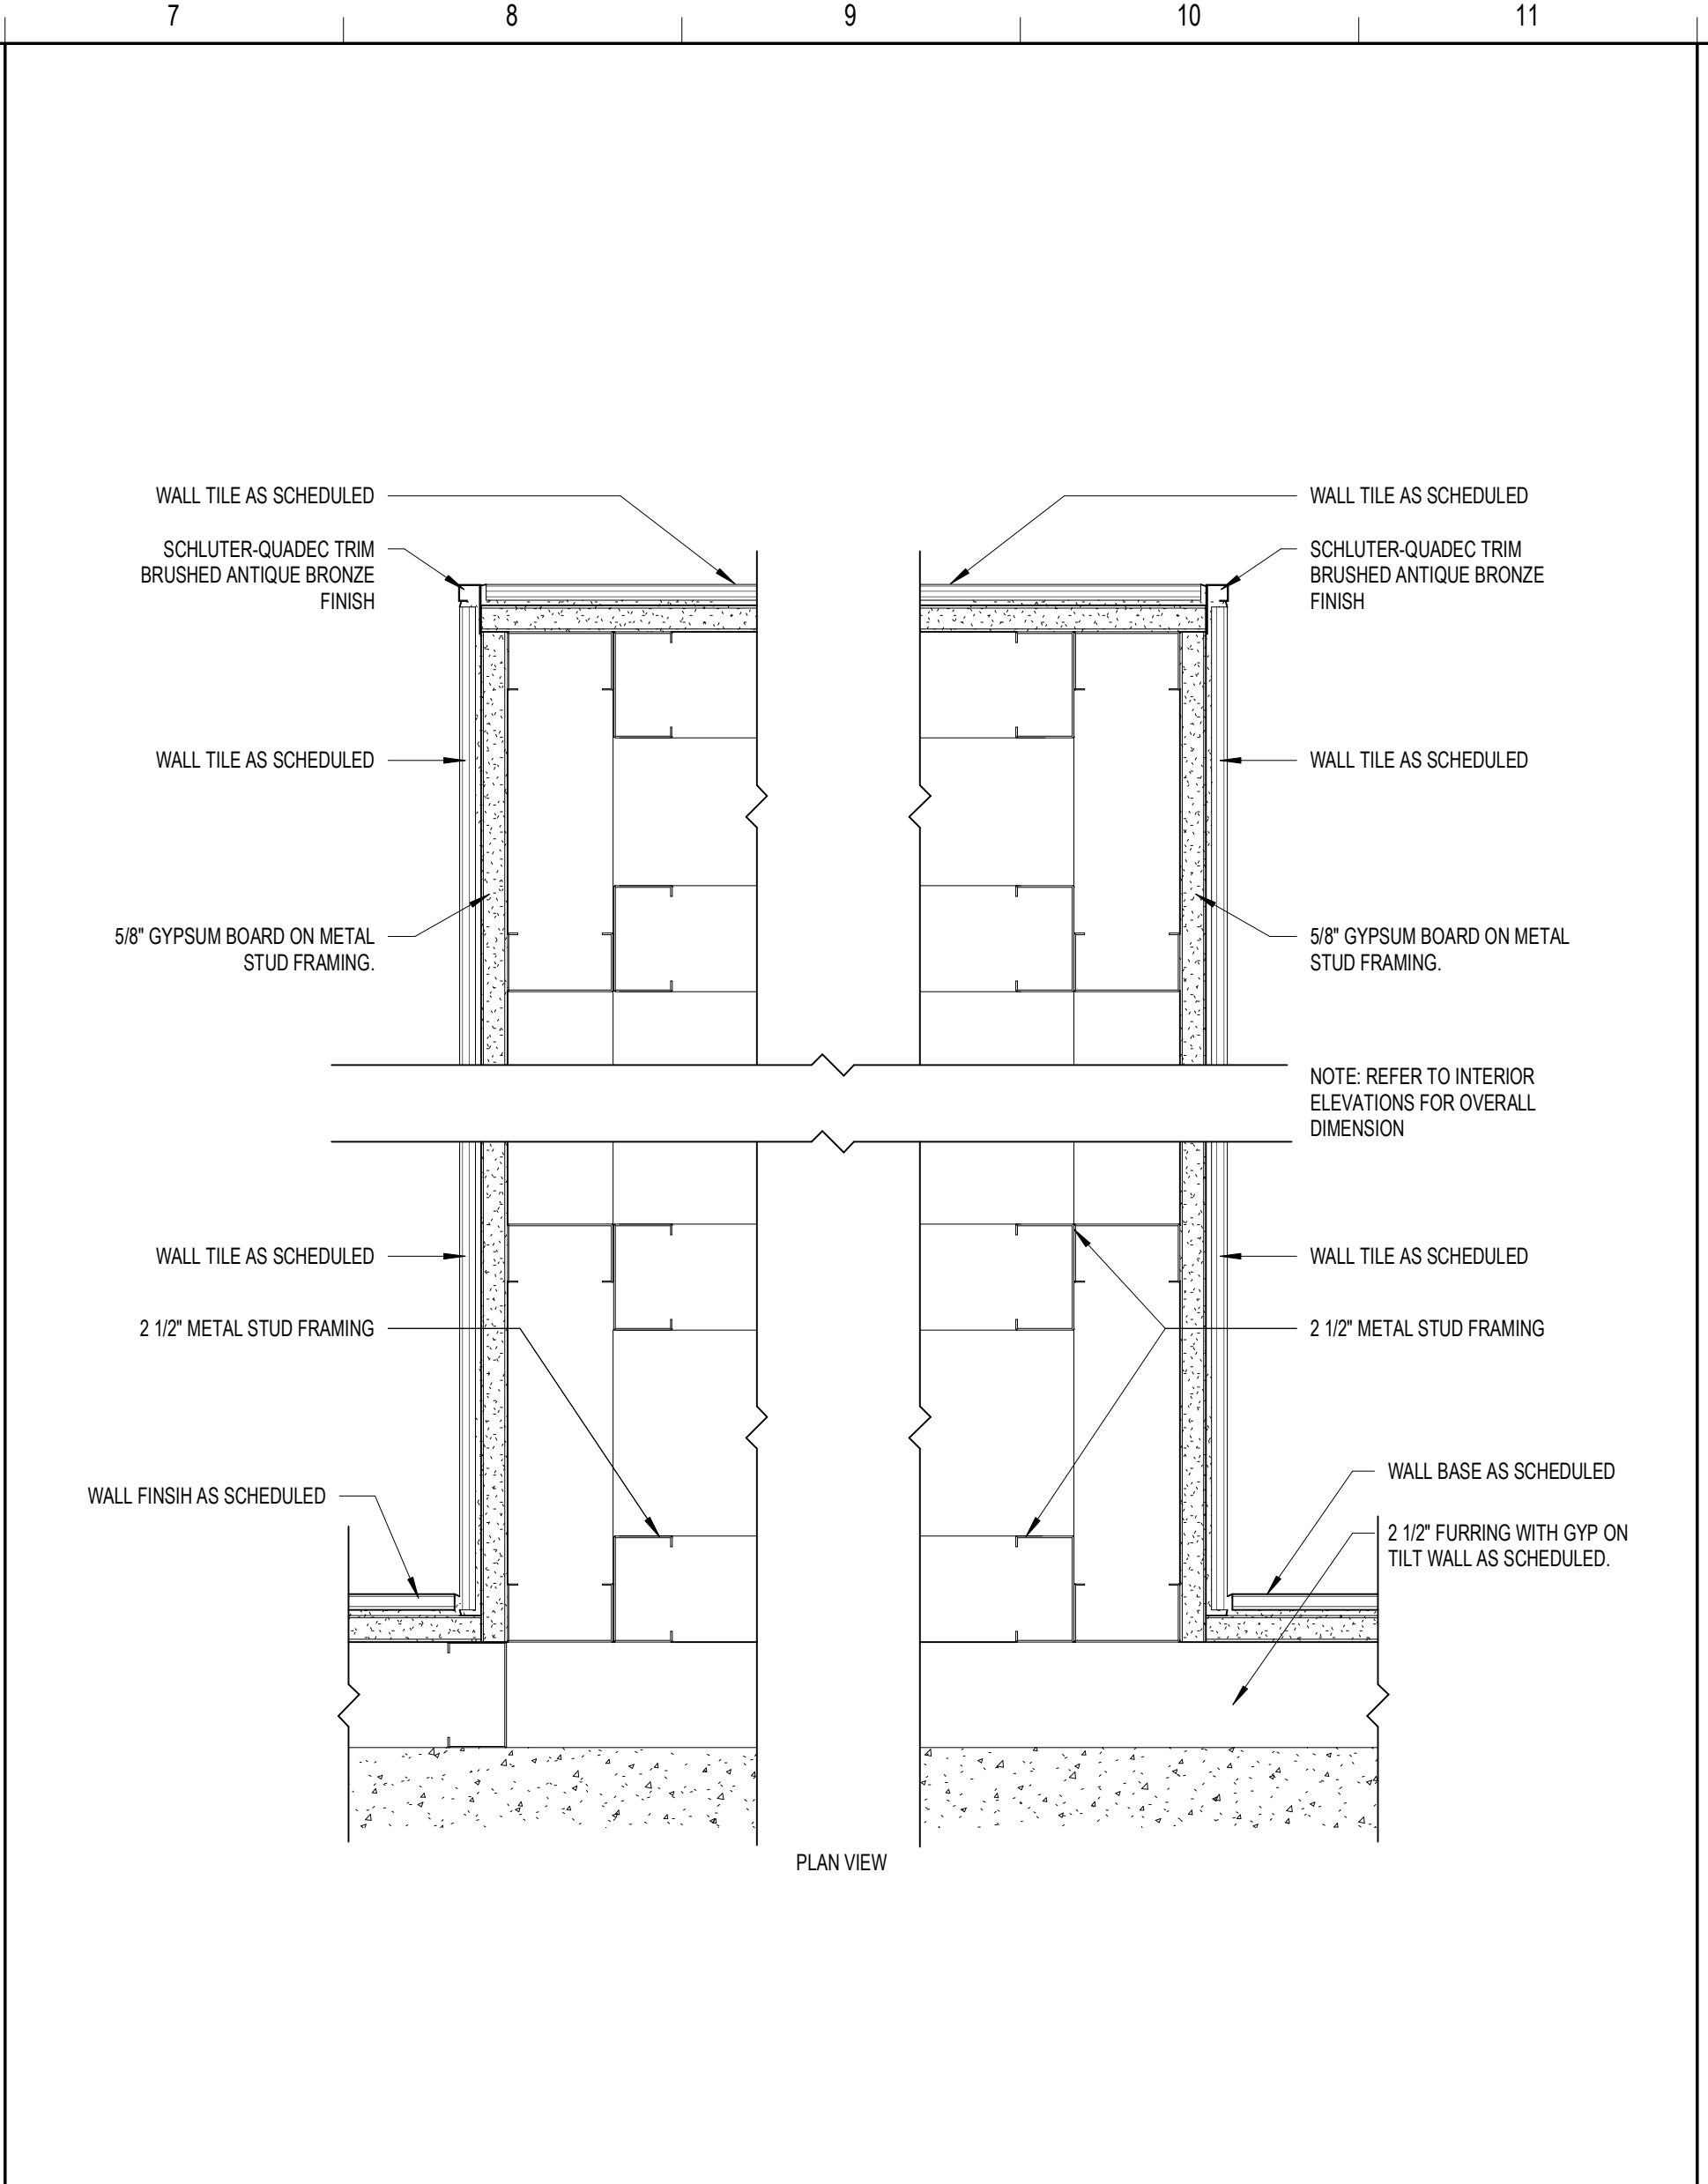 7 8 9 10 11
WALL TILE AS SCHEDULED
WALL TILE AS SCHEDULED
SCHLUTER-QUADEC TRIM
BRUSHED ANTIQUE BRONZE
FINISH
SCHLUTER-QUADEC TRIM
BRUSHED ANTIQUE BRONZE
FINISH
WALL TILE AS SCHEDULED
WALL TILE AS SCHEDULED
5/8" GYPSUM BOARD ON METAL
STUD FRAMING.
5/8" GYPSUM BOARD ON METAL
STUD FRAMING.
NOTE: REFER TO INTERIOR
ELEVATIONS FOR OVERALL
DIMENSION
WALL TILE AS SCHEDULED
WALL TILE AS SCHEDULED
2 1/2" METAL STUD FRAMING
2 1/2" METAL STUD FRAMING
WALL FINSIH AS SCHEDULED
WALL BASE AS SCHEDULED
2 1/2" FURRING WITH GYP ON
TILT WALL AS SCHEDULED.
PLAN VIEW